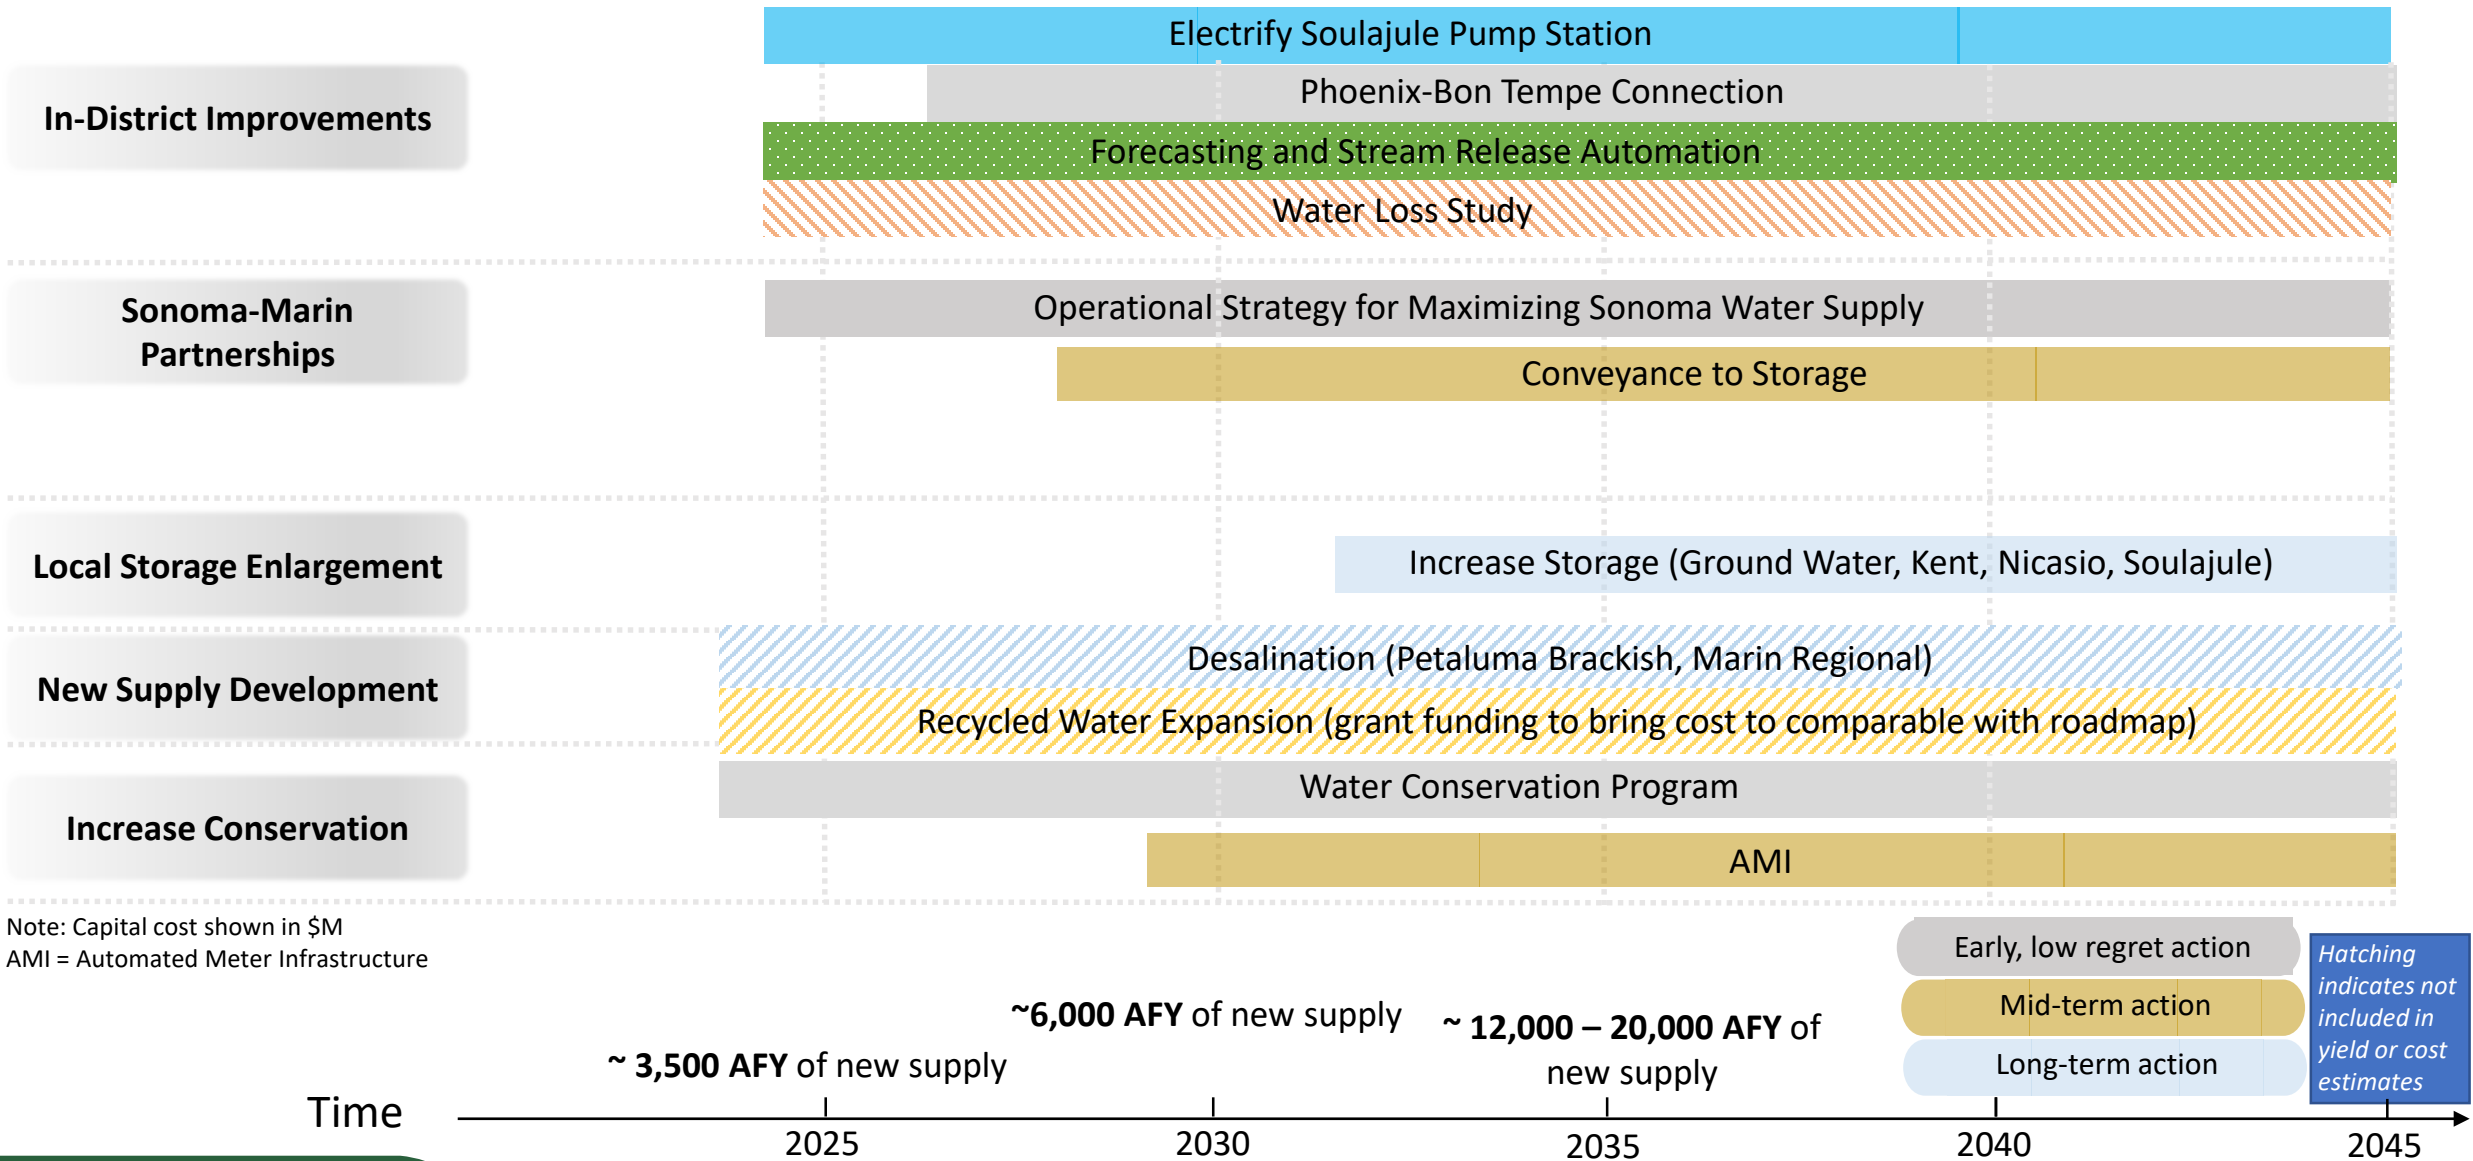 Electrify Soulajule Pump Station
In-District Improvements
Phoenix-Bon Tempe Connection
Forecasting and Stream Release Automation
Water Loss Study
Sonoma-Marin
Partnerships
Operational Strategy for Maximizing Sonoma Water Supply
Conveyance to Storage
Local Storage Enlargement
Increase Storage (Ground Water, Kent, Nicasio, Soulajule)
New Supply Development
Desalination (Petaluma Brackish, Marin Regional)
Recycled Water Expansion (grant funding to bring cost to comparable with roadmap)
Increase Conservation
Water Conservation Program
AMI
Note: Capital cost shown in $M
AMI = Automated Meter Infrastructure
Early, low regret action
Mid-term action
Long-term action
Hatching
indicates not
included in
yield or cost
estimates
~ 3,500 AFY of new supply
~6,000 AFY of new supply
~ 12,000 – 20,000 AFY of
new supply
Time
2025
2030
2035
2040
2045